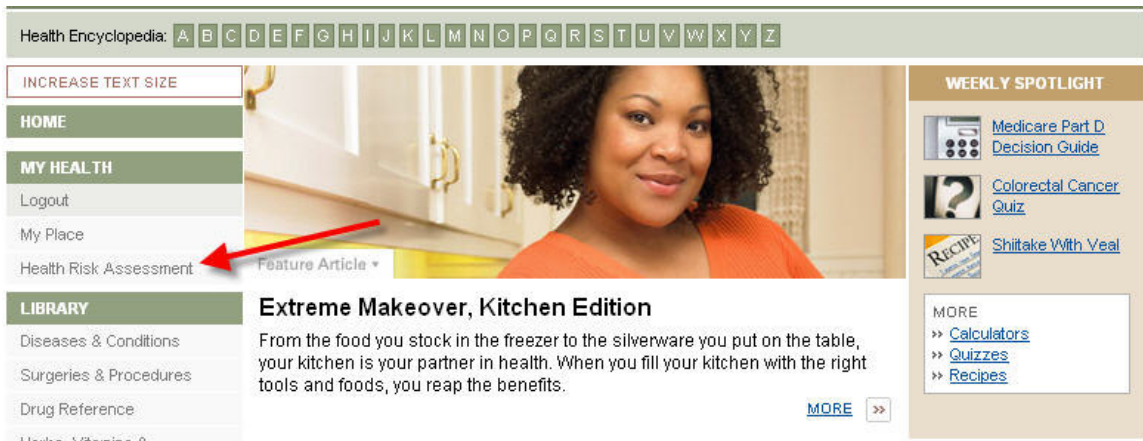 Health Encyclopedia: A B C D E F G H I J K L M N O P Q R S T U V W X Y Z
INCREASE TEXT SIZE
HOME
MY HEALTH
Logout
My Place
Health Risk Assessment
LIBRARY
Diseases & Conditions
Surgeries & Procedures
Drug Reference
Herbs, Vitamins &
Feature Article
Extreme Makeover, Kitchen Edition
From the food you stock in the freezer to the silverware you put on the table,
your kitchen is your partner in health. When you fill your kitchen with the right
tools and foods, you reap the benefits.
MORE »
WEEKLY SPOTLIGHT
Medicare Part D
Decision Guide
Colorectal Cancer
Quiz
RECIPE
Shiitake With Veal
MORE
» Calculators
» Quizzes
» Recipes